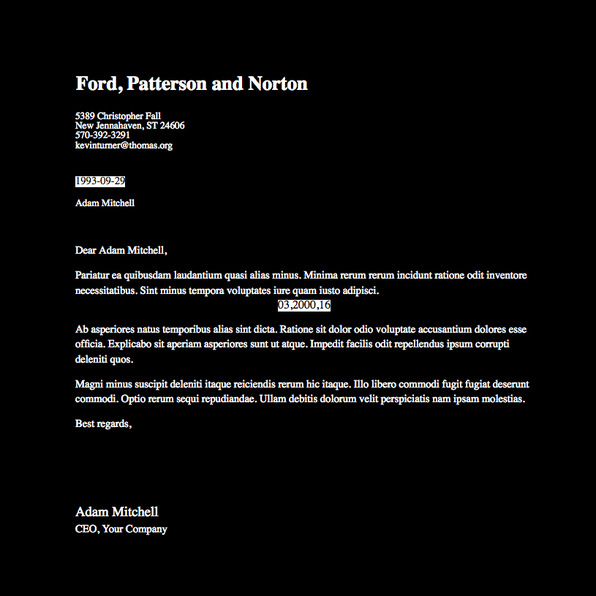 Ford, Patterson and Norton
5389 Christopher Fall
New Jennahaven, ST 24606
570-392-3291
kevinturner@thomas.org
1993-09-29
Adam Mitchell
Dear Adam Mitchell,
Pariatur ea quibusdam laudantium quasi alias minus. Minima rerum rerum incidunt ratione odit inventore
necessitatibus. Sint minus tempora voluptates iure quam iusto adipisci.
03,2000,16
Ab asperiores natus temporibus alias sint dicta. Ratione sit dolor odio voluptate accusantium dolores esse
officia. Explicabo sit aperiam asperiores sunt ut atque. Impedit facilis odit repellendus ipsum corrupti
deleniti quos.
Magni minus suscipit deleniti itaque reiciendis rerum hic itaque. Illo libero commodi fugit fugiat deserunt
commodi. Optio rerum sequi repudiandae. Ullam debitis dolorum velit perspiciatis nam ipsam molestias.
Best regards,
Adam Mitchell
CEO, Your Company